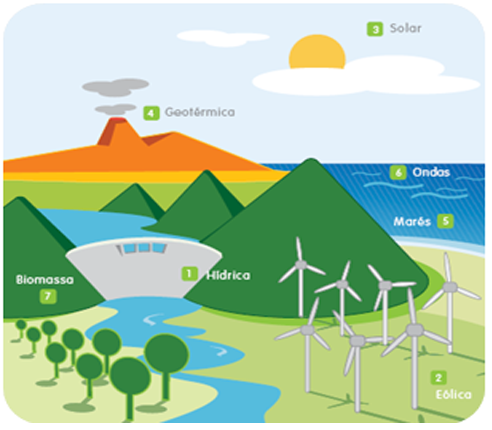 3 Solar
4 Geotérmica
6 Ondas
Marés 5
1 Hídrica
Biomassa
7
2
Eólica